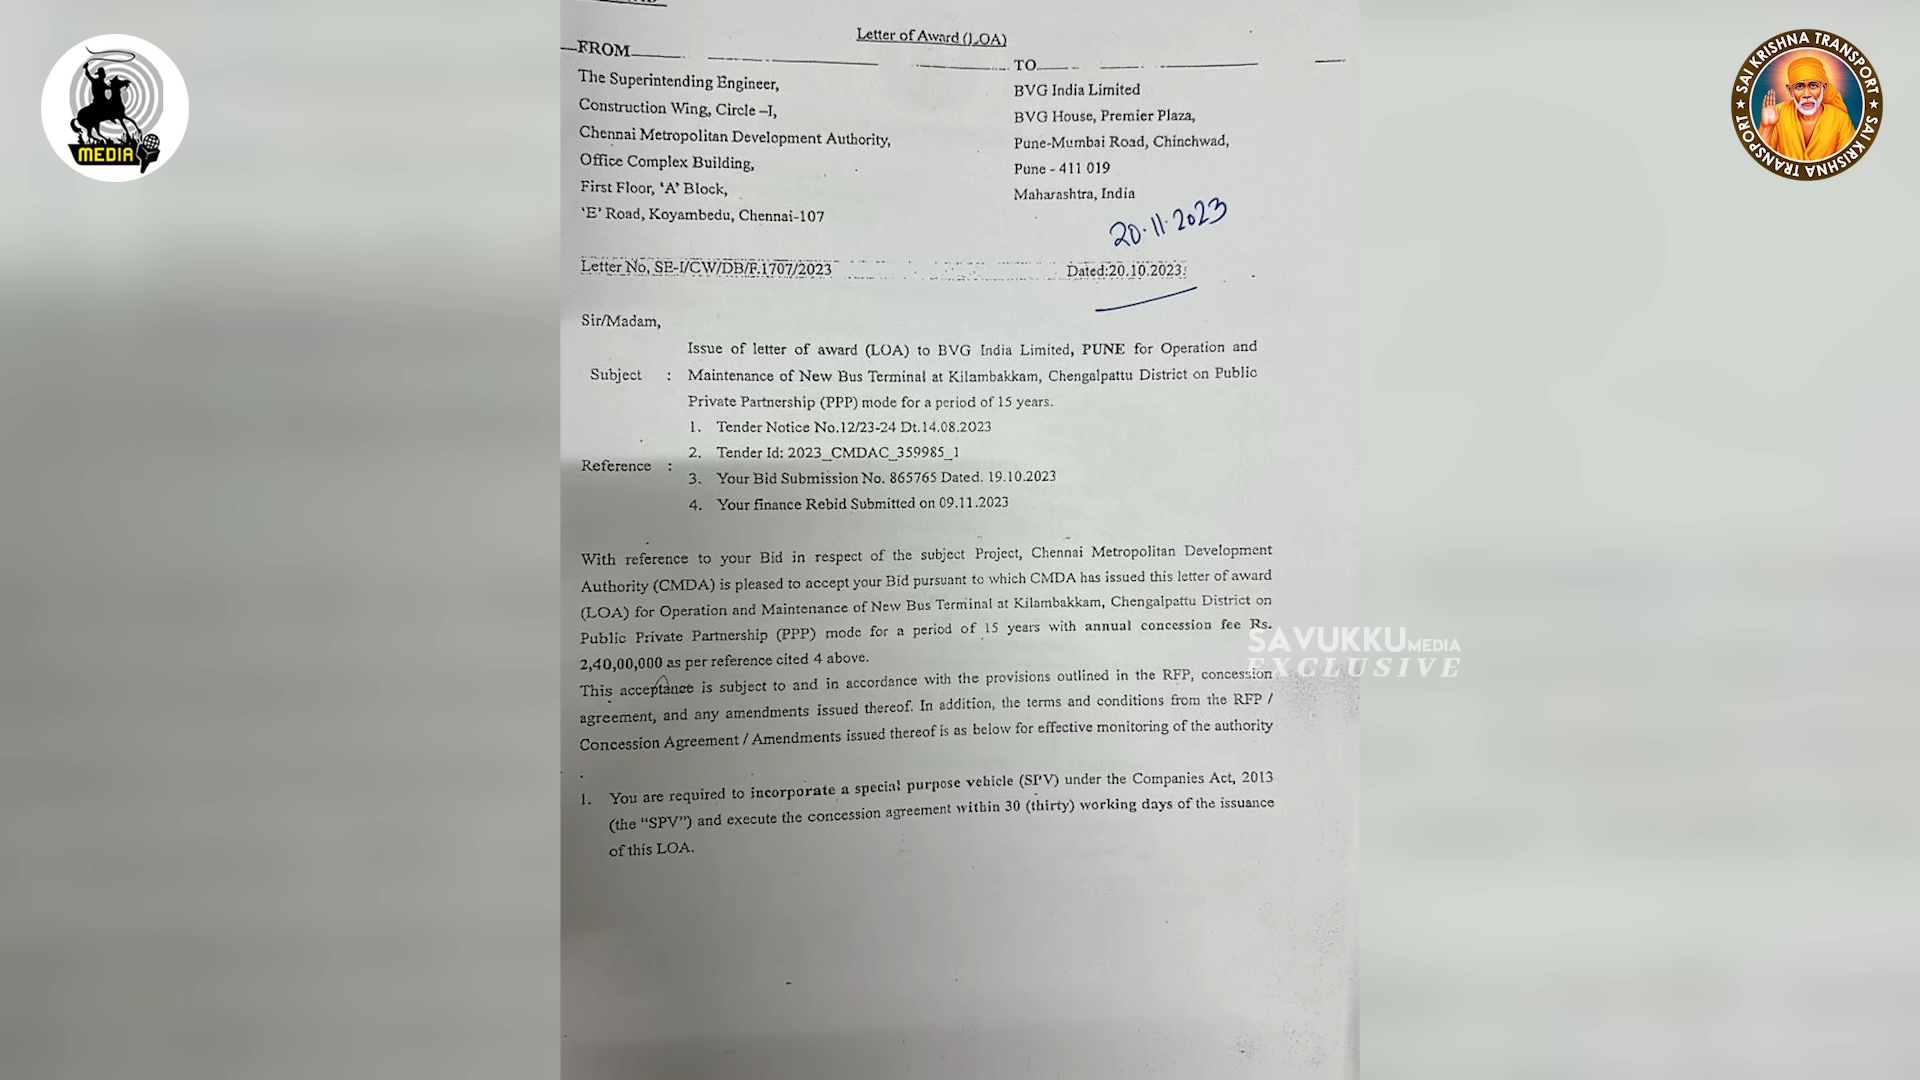 MEDIA
SAI KRISHNA TRANSPORT
SAI KRISHNA TRANSPORT
Letter of Award (LOA)
FROM
TO
The Superintending Engineer,
Construction Wing, Circle –I,
Chennai Metropolitan Development Authority,
Office Complex Building,
First Floor, ‘A’ Block,
‘E’ Road, Koyambedu, Chennai-107
BVG India Limited
BVG House, Premier Plaza,
Pune-Mumbai Road, Chinchwad,
Pune - 411 019
Maharashtra, India
20.11.2023
Letter No, SE-I/CW/DB/F.1707/2023
Dated:20.10.2023
Sir/Madam,
Issue of letter of award (LOA) to BVG India Limited, PUNE for Operation and
Subject : Maintenance of New Bus Terminal at Kilambakkam, Chengalpattu District on Public
Private Partnership (PPP) mode for a period of 15 years.
1. Tender Notice No.12/23-24 Dt.14.08.2023
2. Tender Id: 2023_CMDAC_359985_1
Reference :
3. Your Bid Submission No. 865765 Dated. 19.10.2023
4. Your finance Rebid Submitted on 09.11.2023
With reference to your Bid in respect of the subject Project, Chennai Metropolitan Development
Authority (CMDA) is pleased to accept your Bid pursuant to which CMDA has issued this letter of award
(LOA) for Operation and Maintenance of New Bus Terminal at Kilambakkam, Chengalpattu District on
Public Private Partnership (PPP) mode for a period of 15 years with annual concession fee Rs.
2,40,00,000 as per reference cited 4 above.
SAVUKKU MEDIA
EXCLUSIVE
This acceptance is subject to and in accordance with the provisions outlined in the RFP, concession
agreement, and any amendments issued thereof. In addition, the terms and conditions from the RFP /
Concession Agreement / Amendments issued thereof is as below for effective monitoring of the authority
1. You are required to incorporate a special purpose vehicle (SPV) under the Companies Act, 2013
(the “SPV”) and execute the concession agreement within 30 (thirty) working days of the issuance
of this LOA.